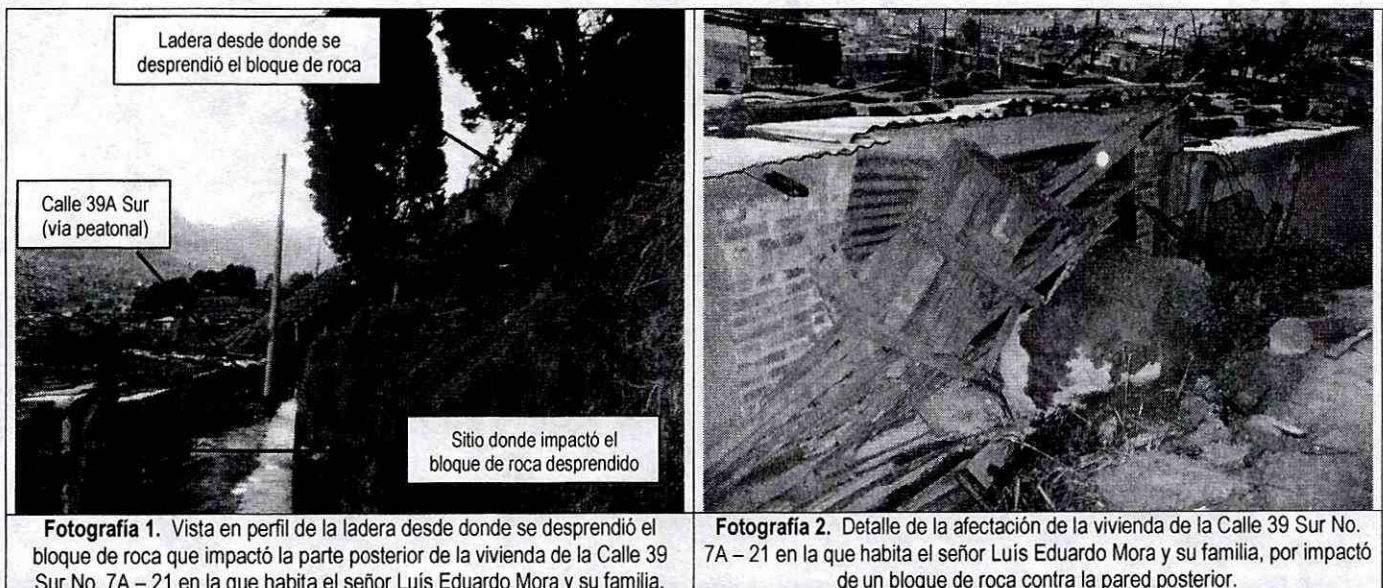 Ladera desde donde se
desprendió el bloque de roca
Calle 39A Sur
(vía peatonal)
Sitio donde impactó el
bloque de roca desprendido
Fotografía 1. Vista en perfil de la ladera desde donde se desprendió el
bloque de roca que impactó la parte posterior de la vivienda de la Calle 39
Sur No. 7A – 21 en la que habita el señor Luís Eduardo Mora y su familia.
Fotografía 2. Detalle de la afectación de la vivienda de la Calle 39 Sur No.
7A – 21 en la que habita el señor Luís Eduardo Mora y su familia, por impactó
de un bloque de roca contra la pared posterior.